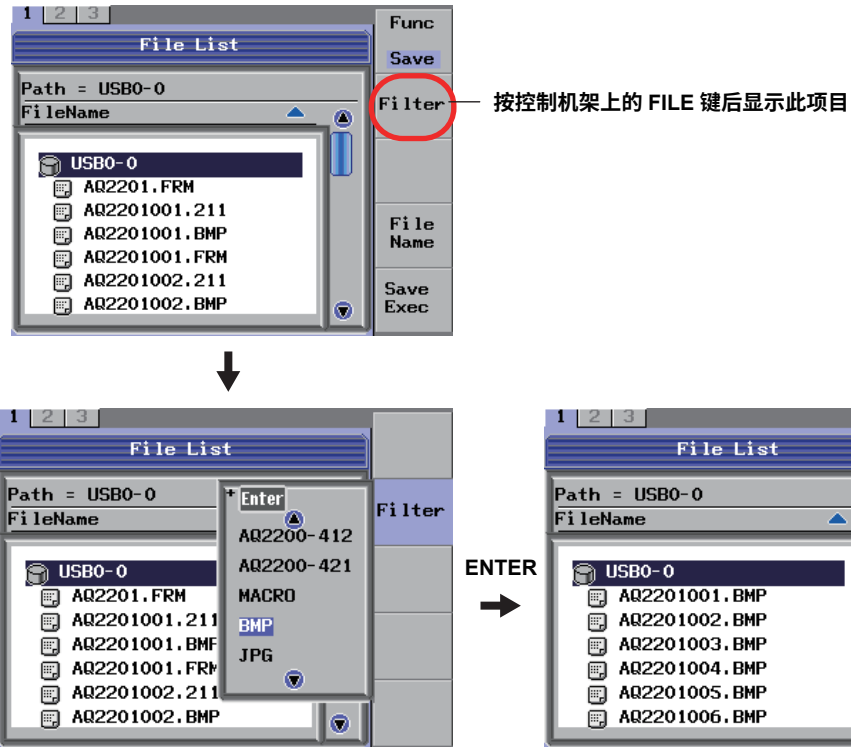 1 2 3
File List
Path = USB0-0
FileName
USB0-0
AQ2201.FRM
AQ2201001.211
AQ2201001.BMP
AQ2201001.FRM
AQ2201002.211
AQ2201002.BMP
Func
Save
Filter
File
Name
Save
Exec
按控制机架上的 FILE 键后显示此项目
1 2 3
File List
Path = USB0-0
FileName
USB0-0
AQ2201.FRM
AQ2201001.211
AQ2201001.BMP
AQ2201001.FRM
AQ2201002.211
AQ2201002.BMP
Enter
AQ2200-412
AQ2200-421
MACRO
BMP
JPG
Filter
ENTER
1 2 3
File List
Path = USB0-0
FileName
USB0-0
AQ2201001.BMP
AQ2201002.BMP
AQ2201003.BMP
AQ2201004.BMP
AQ2201005.BMP
AQ2201006.BMP